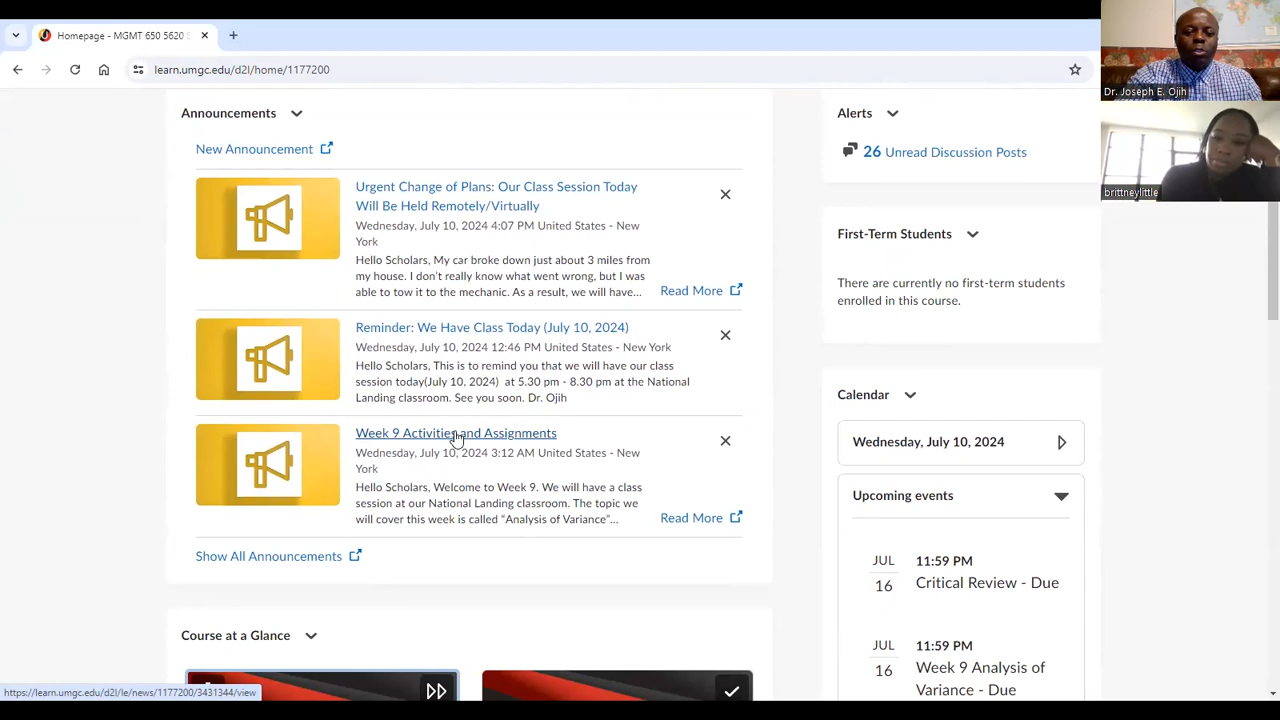 Homepage - MGMT 650 5620
learn.umgc.edu/d2l/home/1177200
Dr. Joseph E. Ojih
brittneylittle
Announcements
New Announcement
Urgent Change of Plans: Our Class Session Today
Will Be Held Remotely/Virtually
Wednesday, July 10, 2024 4:07 PM United States - New
York
Hello Scholars, My car broke down just about 3 miles from
my house. I don't really know what went wrong, but I was
able to tow it to the mechanic. As a result, we will have...
Read More
Reminder: We Have Class Today (July 10, 2024)
Wednesday, July 10, 2024 12:46 PM United States - New York
Hello Scholars, This is to remind you that we will have our class
session today(July 10, 2024)  at 5.30 pm - 8.30 pm at the National
Landing classroom. See you soon. Dr. Ojih
Week 9 Activities and Assignments
Wednesday, July 10, 2024 3:12 AM United States - New
York
Hello Scholars, Welcome to Week 9. We will have a class
session at our National Landing classroom. The topic we
will cover this week is called “Analysis of Variance”...
Read More
Show All Announcements
Course at a Glance
Alerts
26 Unread Discussion Posts
First-Term Students
There are currently no first-term students
enrolled in this course.
Calendar
Wednesday, July 10, 2024
Upcoming events
JUL
16
11:59 PM
Critical Review - Due
JUL
16
11:59 PM
Week 9 Analysis of
Variance - Due
https://learn.umgc.edu/d2l/le/news/1177200/3431344/view